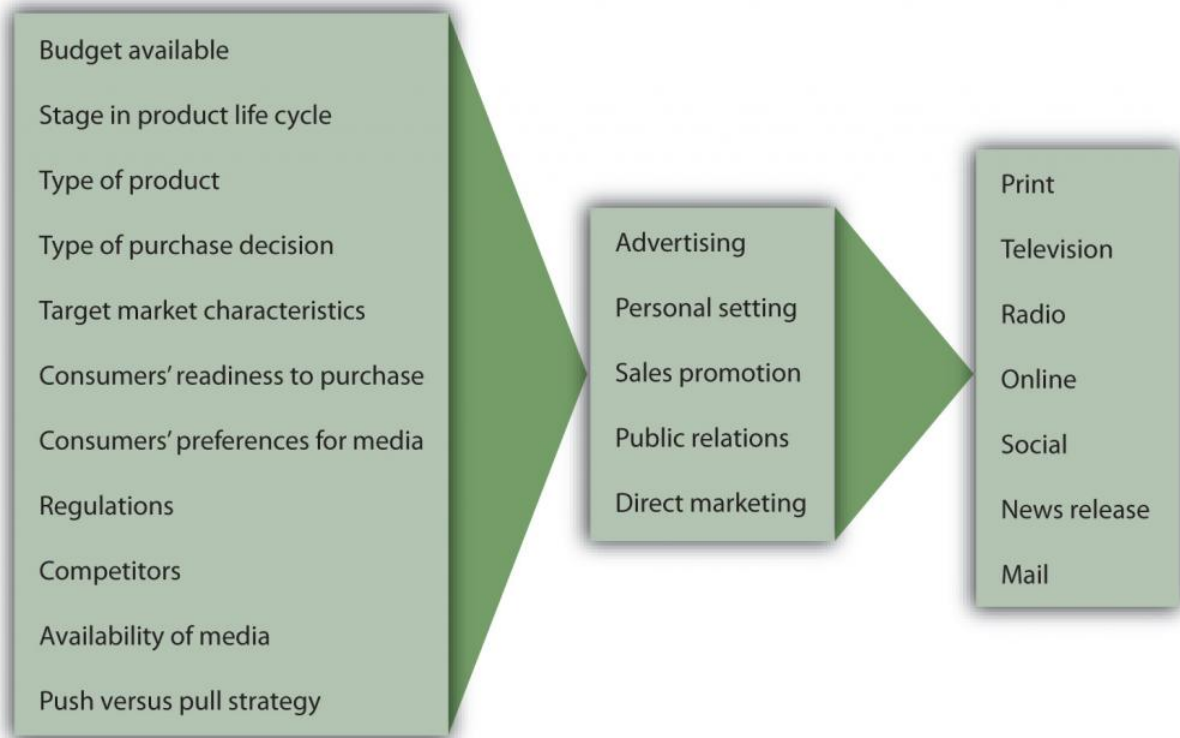 Budget available
Stage in product life cycle
Type of product
Type of purchase decision
Target market characteristics
Consumers' readiness to purchase
Consumers' preferences for media
Regulations
Competitors
Availability of media
Push versus pull strategy
Advertising
Personal setting
Sales promotion
Public relations
Direct marketing
Print
Television
Radio
Online
Social
News release
Mail